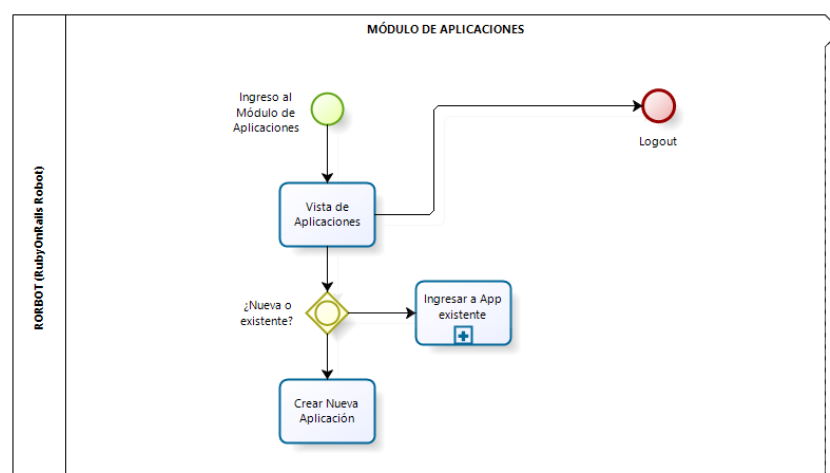 MÓDULO DE APLICACIONES
RORBOT (RubyOnRails Robot)
Ingreso al
Módulo de
Aplicaciones
Logout
Vista de
Aplicaciones
¿Nueva o
existente?
Ingresar a App
existente
Crear Nueva
Aplicación